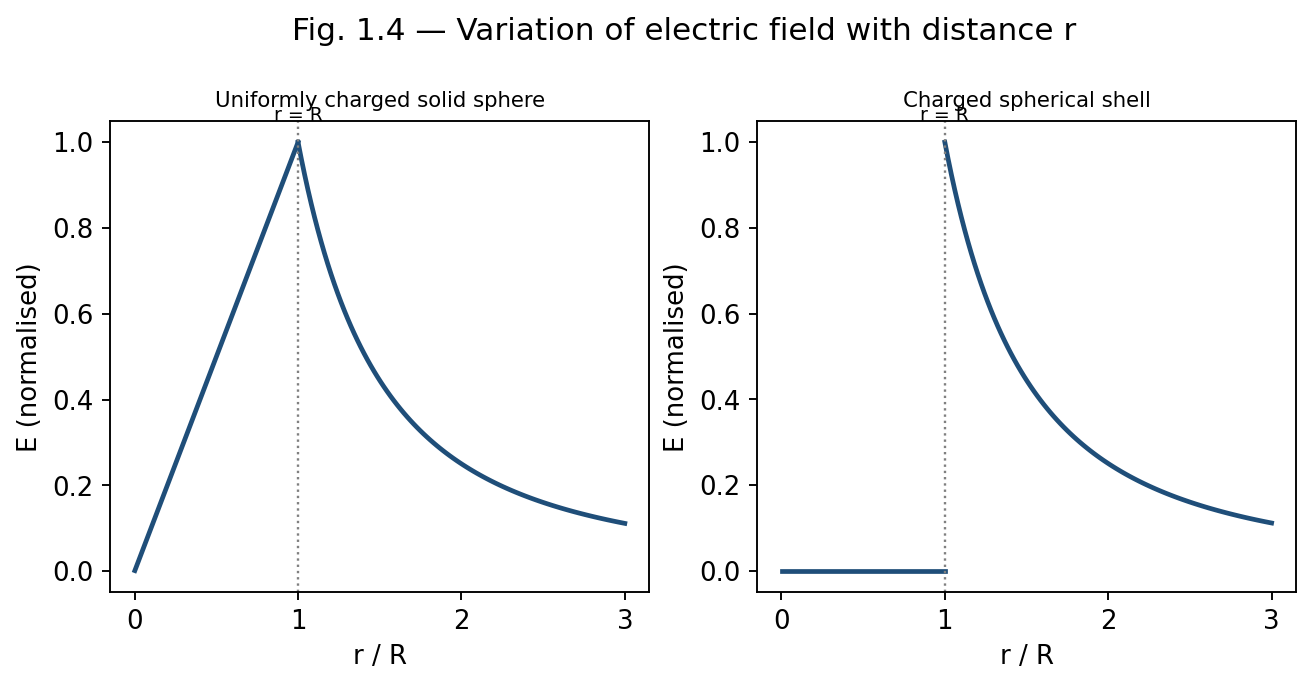 Fig. 1.4 — Variation of electric field with distance r
Uniformly charged solid sphere
r = R
1.0
0.8
0.6
0.4
0.2
0.0
E (normalised)
0 1 2 3
r / R
Charged spherical shell
r = R
1.0
0.8
0.6
0.4
0.2
0.0
E (normalised)
0 1 2 3
r / R